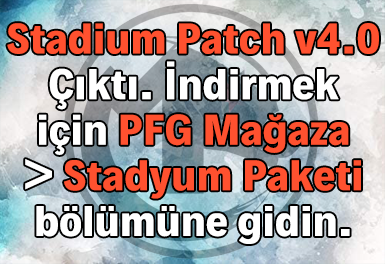 Stadium Patch v4.0
Çıktı. İndirmek
için PFG Mağaza
> Stadyum Paketi
bölümüne gidin.